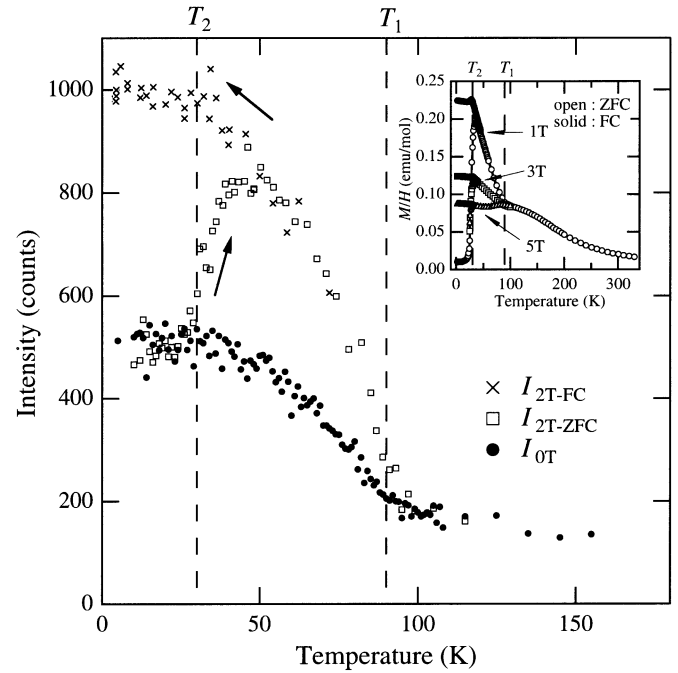 T2 T1
1000
800
600
400
200
0
0 50 100 150
Intensity (counts)
Temperature (K)
× I2T-FC
□ I2T-ZFC
● I0T
T2 T1
0.25
0.20
0.15
0.10
0.05
0.00
0 100 200 300
M/H (emu/mol)
Temperature (K)
open : ZFC
solid : FC
1T
3T
5T